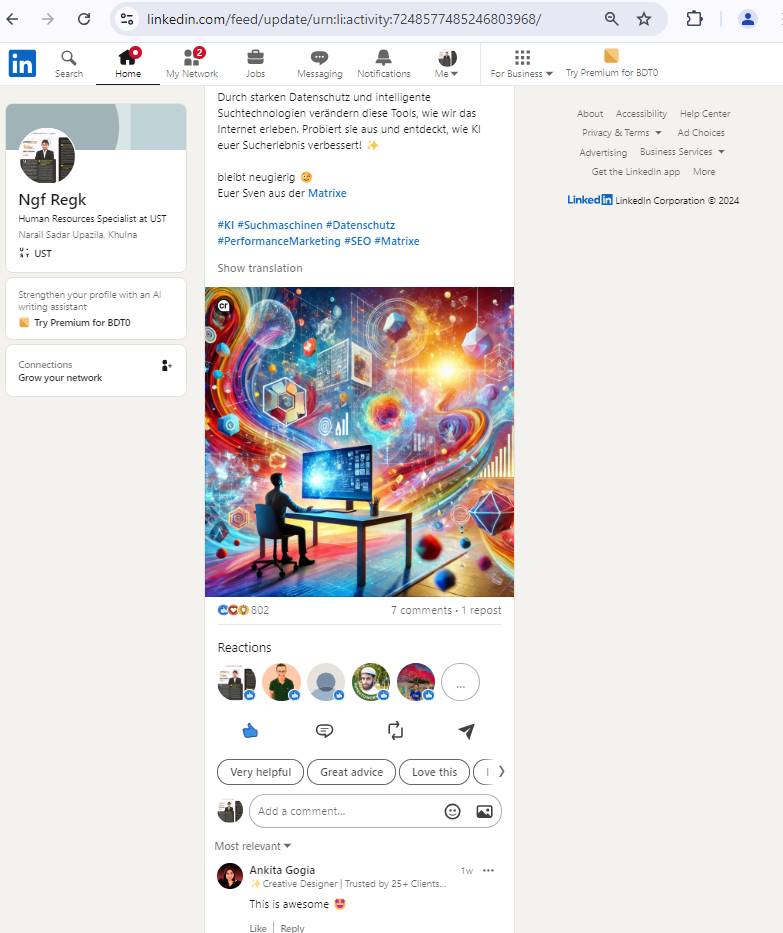 linkedin.com/feed/update/urn:li:activity:7248577485246803968/
in
2
Search
Home
My Network
Jobs
Messaging
Notifications
Me
For Business
Try Premium for BDT0
Ngf Regk
Human Resources Specialist at UST
Narail Sadar Upazila, Khulna
UST
Strengthen your profile with an AI
writing assistant
Try Premium for BDT0
Connections
Grow your network
Durch starken Datenschutz und intelligente
Suchtechnologien verändern diese Tools, wie wir das
Internet erleben. Probiert sie aus und entdeckt, wie KI
euer Sucherlebnis verbessert! ✨
bleibt neugierig 😉
Euer Sven aus der Matrixe
#KI #Suchmaschinen #Datenschutz
#PerformanceMarketing #SEO #Matrixe
Show translation
cr
802
7 comments • 1 repost
Reactions
...
Very helpful
Great advice
Love this
I
Add a comment...
Most relevant
Ankita Gogia
1w
✨ Creative Designer | Trusted by 25+ Clients...
This is awesome 🤩
Like | Reply
About
Accessibility
Help Center
Privacy & Terms
Ad Choices
Advertising
Business Services
Get the LinkedIn app
More
LinkedIn LinkedIn Corporation © 2024